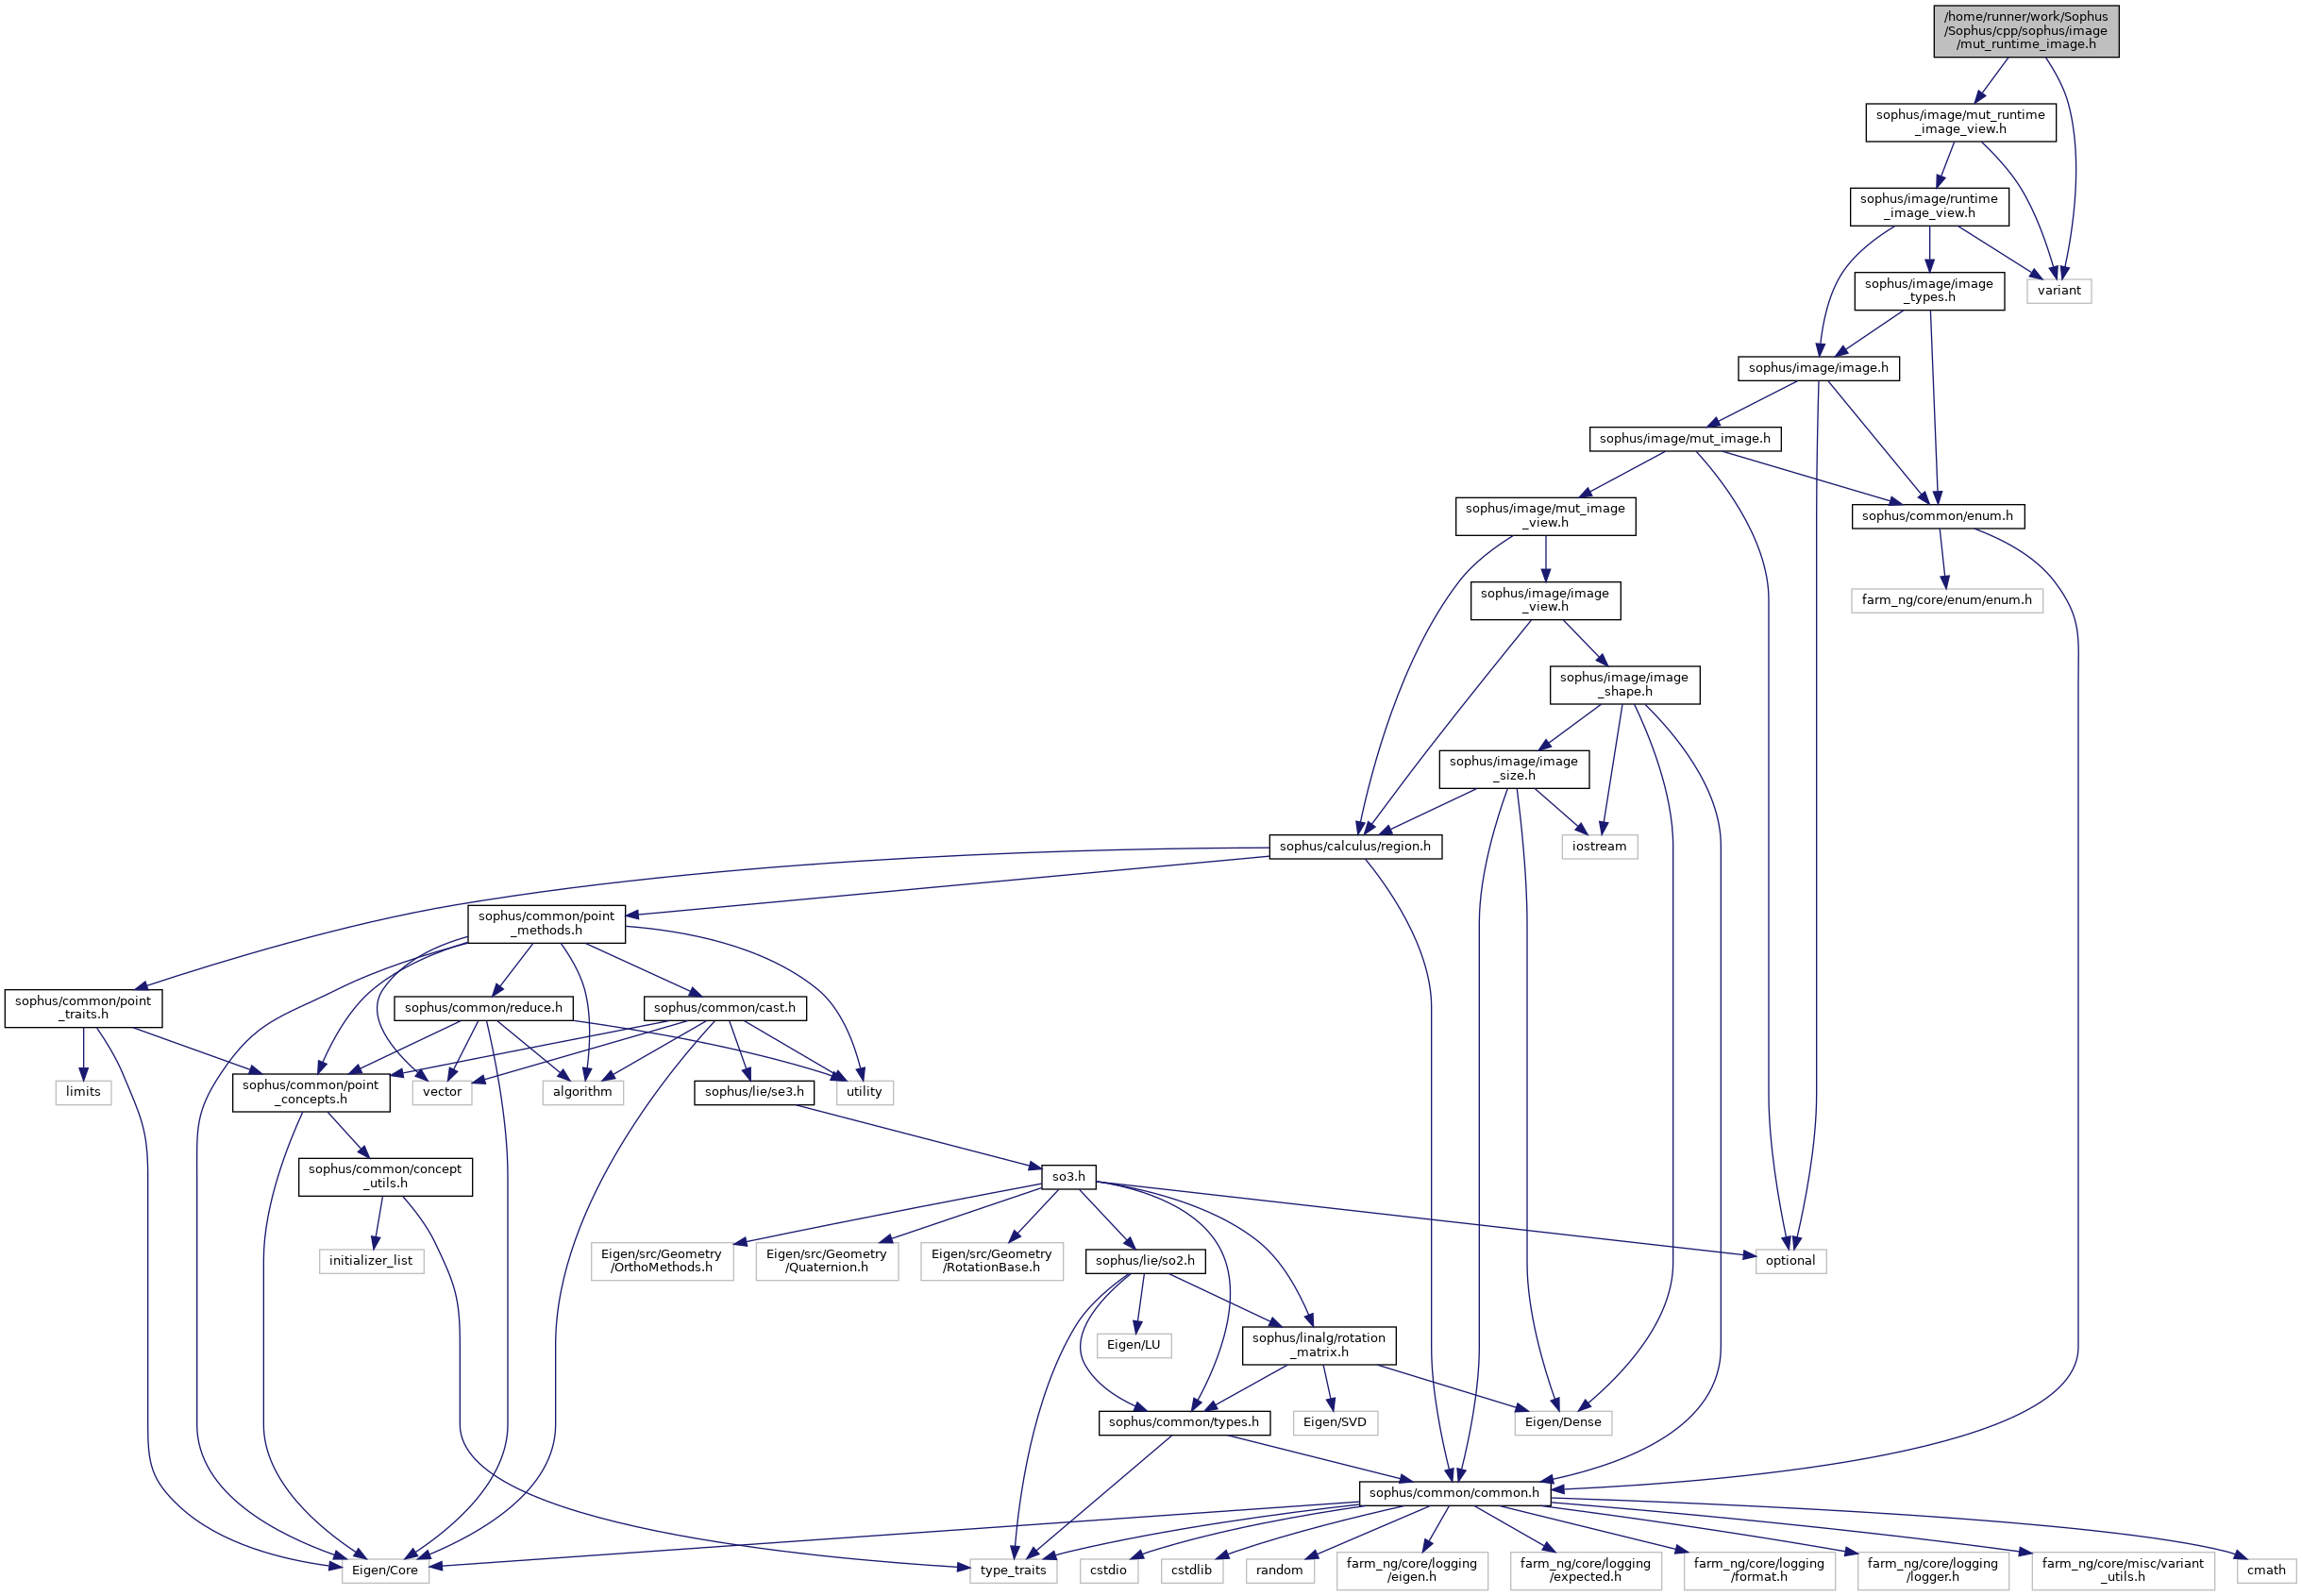 /home/runner/work/Sophus
/Sophus/cpp/sophus/image
/mut_runtime_image.h
sophus/image/mut_runtime
_image_view.h
sophus/image/runtime
_image_view.h
sophus/image/image
_types.h
variant
sophus/image/image.h
sophus/image/mut_image.h
sophus/image/mut_image
_view.h
sophus/common/enum.h
sophus/image/image
_view.h
farm_ng/core/enum/enum.h
sophus/image/image
_shape.h
sophus/image/image
_size.h
sophus/calculus/region.h
iostream
sophus/common/point
_methods.h
sophus/common/point
_traits.h
sophus/common/reduce.h
sophus/common/cast.h
limits
sophus/common/point
_concepts.h
vector
algorithm
sophus/lie/se3.h
utility
sophus/common/concept
_utils.h
so3.h
initializer_list
Eigen/src/Geometry
/OrthoMethods.h
Eigen/src/Geometry
/Quaternion.h
Eigen/src/Geometry
/RotationBase.h
sophus/lie/so2.h
optional
Eigen/LU
sophus/linalg/rotation
_matrix.h
sophus/common/types.h
Eigen/SVD
Eigen/Dense
sophus/common/common.h
Eigen/Core
type_traits
cstdio
cstdlib
random
farm_ng/core/logging
/eigen.h
farm_ng/core/logging
/expected.h
farm_ng/core/logging
/format.h
farm_ng/core/logging
/logger.h
farm_ng/core/misc/variant
_utils.h
cmath